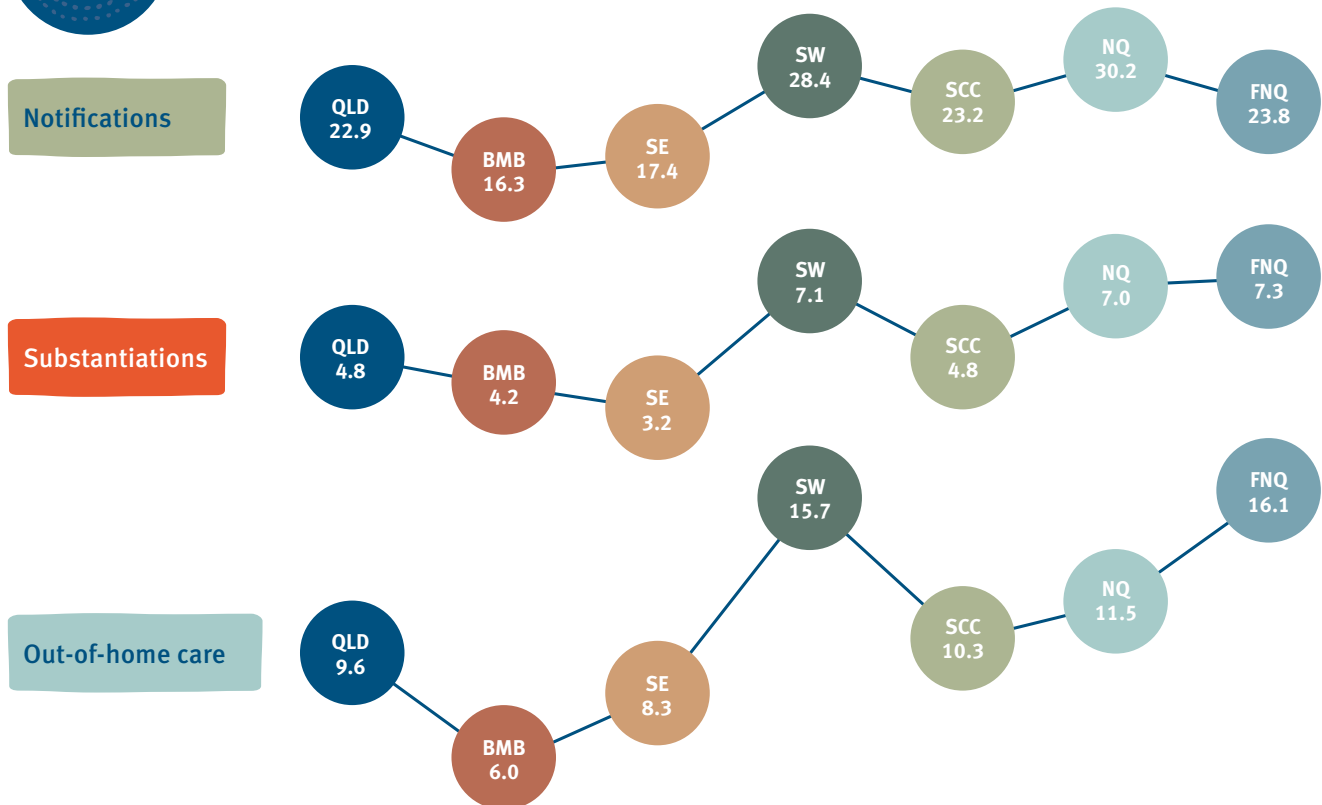 Notifications
QLD
22.9
BMB
16.3
SE
17.4
SW
28.4
SCC
23.2
NQ
30.2
FNQ
23.8
Substantiations
QLD
4.8
BMB
4.2
SE
3.2
SW
7.1
SCC
4.8
NQ
7.0
FNQ
7.3
Out-of-home care
QLD
9.6
BMB
6.0
SE
8.3
SW
15.7
SCC
10.3
NQ
11.5
FNQ
16.1